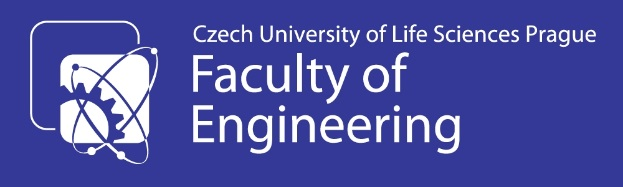 Czech University of Life Sciences Prague
Faculty of
Engineering